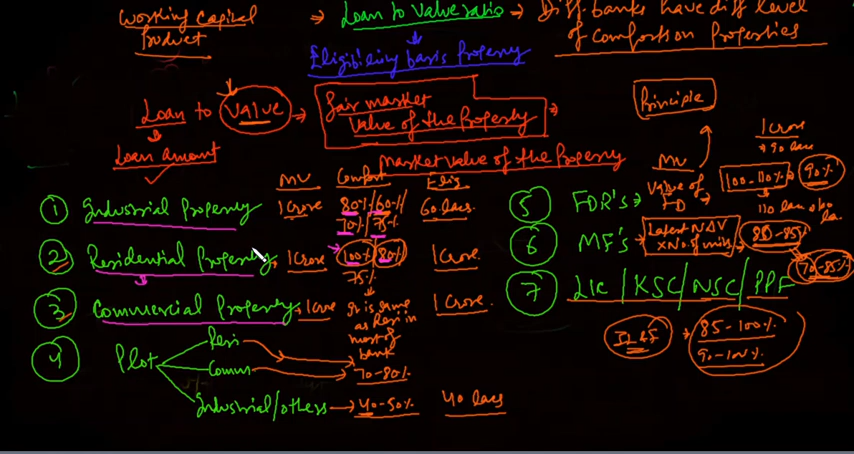 Working Capital Product
→ Loan to Value ratio → Diff. banks have diff level of comfort on Properties
Eligibility basis Property
Loan to Value → fair market Value of the Property →
Loan amount
Market Value of the Property
Principle
MV Comfort Elig
① Industrial Property 1 Crore 80%/60% 60 lacs
70% 75%
② Residential Property 1 Crore 100% 80% 1 Crore
75%
③ Commercial Property 1 Crore 1 Crore
It is same as Resi in most of bank
④ Plot
Resi
Comm 70-80%
Industrial/others → 40-50% 40 lacs
1 Crore
→ 90 lacs
MV
⑤ FDR's → Value of FD 100-110% 90%
110 lacs
⑥ MF's → Latest NAV x No. of units 80-85%
70-85%
⑦ LIC / KSC / NSC / PPF
→ 85-100%
90-100%